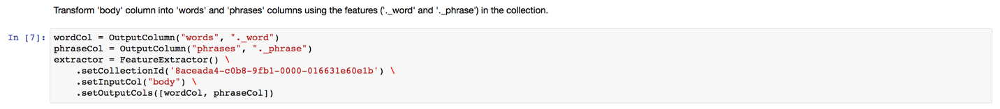 Transform 'body' column into 'words' and 'phrases' columns using the features ('._word' and '._phrase') in the collection.
In [7]: wordCol = OutputColumn("words", "._word")
phraseCol = OutputColumn("phrases", "._phrase")
extractor = FeatureExtractor() \
    .setCollectionId('8aceada4-c0b8-9fb1-0000-016631e60e1b') \
    .setInputCol("body") \
    .setOutputCols([wordCol, phraseCol])